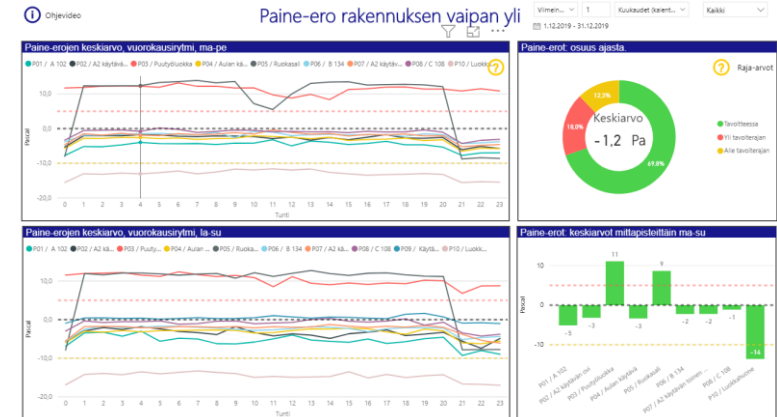 Ohjevideo
Paine-ero rakennuksen vaipan yli
Viimein...
1
Kuukaudet (kalent...
Kaikki
1.12.2019 - 31.12.2019
Paine-erojen keskiarvo, vuorokausirytmi, ma-pe
P01 / A 102 P02 / A2 käytävä... P03 / Puutyöluokka P04 / Aulan kä... P05 / Ruokasali P06 / B 134 P07 / A2 käytäv... P08 / C 108 P10 / Luokk...
10,0
0,0
-10,0
-20,0
Pascal
0 1 2 3 4 5 6 7 8 9 10 11 12 13 14 15 16 17 18 19 20 21 22 23
Tunti
Paine-erot: osuus ajasta.
Raja-arvot
12,3%
18,0%
69,8%
Keskiarvo
-1,2 Pa
Tavoitteessa
Yli tavoiterajan
Alle tavoiterajan
Paine-erojen keskiarvo, vuorokausirytmi, la-su
P01 / A 102 P02 / A2 kä... P03 / Puuty... P04 / Aulan ... P05 / Ruoka... P06 / B 134 P07 / A2 kä... P08 / C 108 P09 / Käytä... P10 / Luokk...
10,0
0,0
-10,0
-20,0
Pascal
0 1 2 3 4 5 6 7 8 9 10 11 12 13 14 15 16 17 18 19 20 21 22 23
Tunti
Paine-erot: keskiarvot mittapisteittäin ma-su
10
0
-10
Pascal
-5 -3 11 -3 9 -2 -2 -1 -16
P01 / A 102
P02 / A2 käytävän ovi
P03 / Puutyöluokka
P04 / Aulan käytävä
P05 / Ruokasali
P06 / B 134
P07 / A2 käytävän toinen ...
P08 / C 108
P10 / Luokkahuone